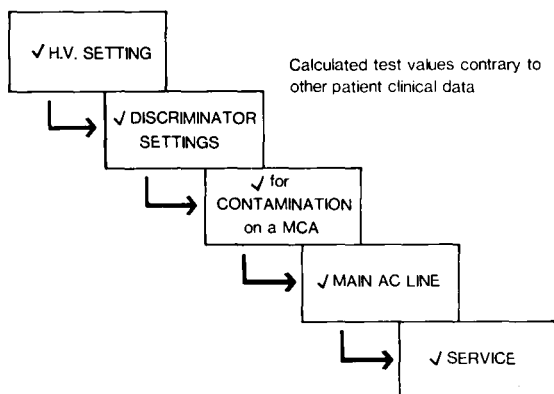 ✓ H.V. SETTING
Calculated test values contrary to
other patient clinical data
✓ DISCRIMINATOR
SETTINGS
✓ for
CONTAMINATION
on a MCA
✓ MAIN AC LINE
✓ SERVICE